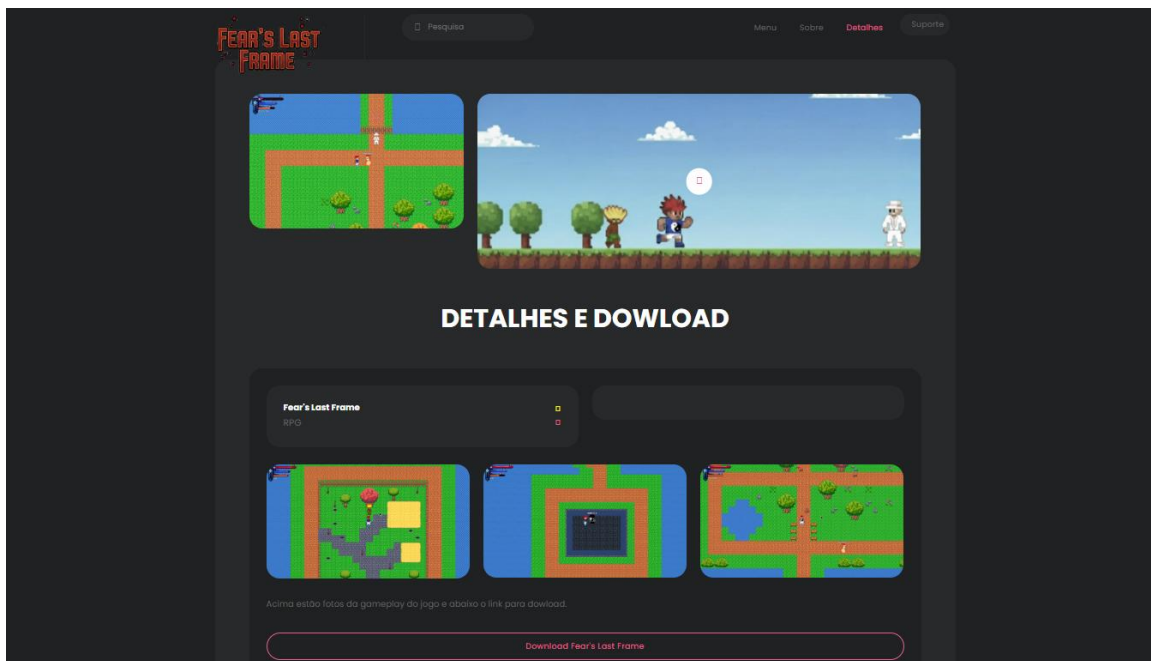 FEAR'S LAST
FRAME
Pesquisa
Menu Sobre Detalhes Suporte
DETALHES E DOWLOAD
Fear's Last Frame
RPG
Acima estão fotos da gameplay do jogo e abaixo o link para dowload.
Download Fear's Last Frame